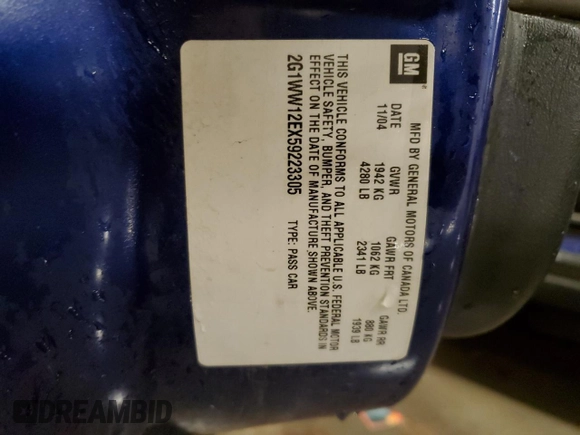 GM
MFD BY GENERAL MOTORS OF CANADA LTD.
DATE GVWR GAWR FRT GAWR RR
11/04 1942 KG 1062 KG 880 KG
4280 LB 2341 LB 1939 LB
THIS VEHICLE CONFORMS TO ALL APPLICABLE U.S. FEDERAL MOTOR
VEHICLE SAFETY, BUMPER, AND THEFT PREVENTION STANDARDS IN
EFFECT ON THE DATE OF MANUFACTURE SHOWN ABOVE.
2G1WW12EX59223305 TYPE: PASS CAR
DREAMBID